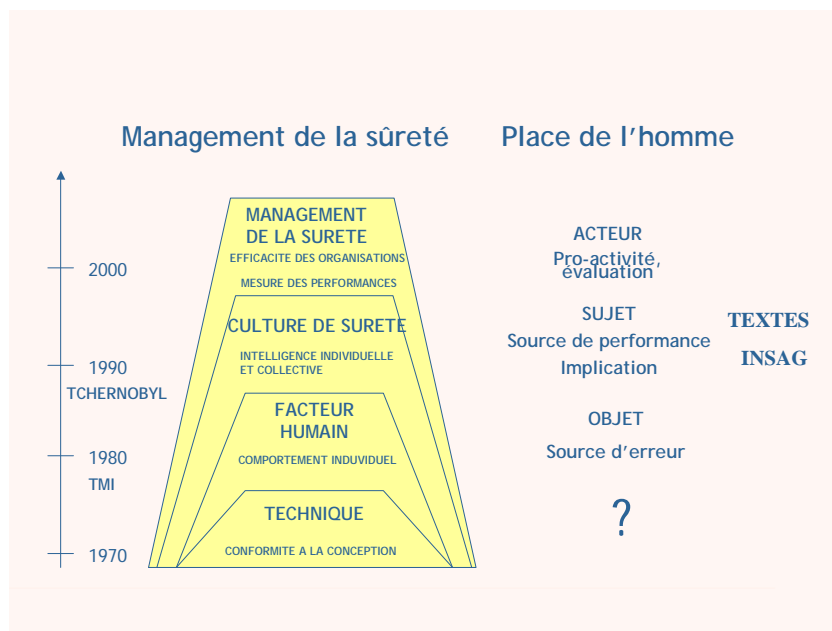 Management de la sûreté
Place de l'homme
MANAGEMENT
DE LA SURETE
EFFICACITE DES ORGANISATIONS
MESURE DES PERFORMANCES
CULTURE DE SURETE
INTELLIGENCE INDIVIDUELLE
ET COLLECTIVE
FACTEUR
HUMAIN
COMPORTEMENT INDUVIDUEL
TECHNIQUE
CONFORMITE A LA CONCEPTION
2000
1990
TCHERNOBYL
1980
TMI
1970
ACTEUR
Pro-activité,
évaluation
SUJET
Source de performance
Implication
OBJET
Source d'erreur
?
TEXTES
INSAG